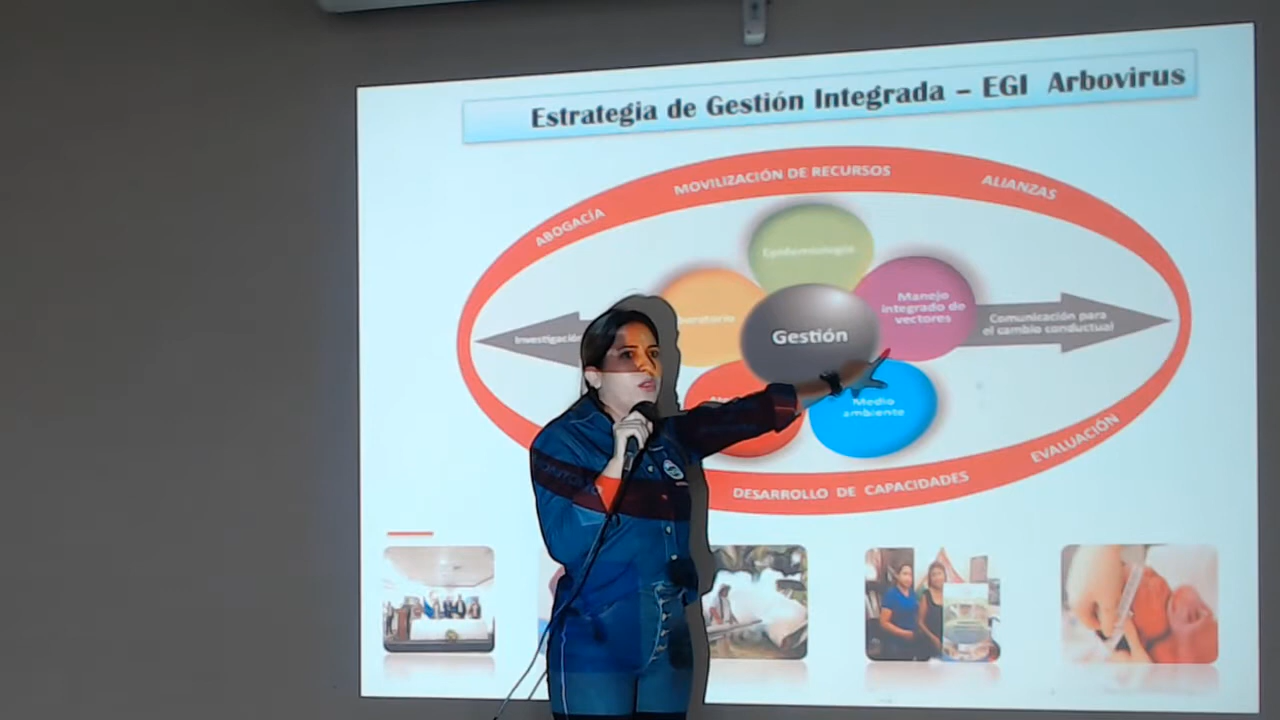 Estrategia de Gestión Integrada – EGI Arbovirus
MOVILIZACIÓN DE RECURSOS
ALIANZAS
ABOGACÍA
Epidemiología
Manejo
integrado de
vectores
Gestión
Comunicación para
el cambio conductual
Medio
ambiente
EVALUACIÓN
DESARROLLO DE CAPACIDADES